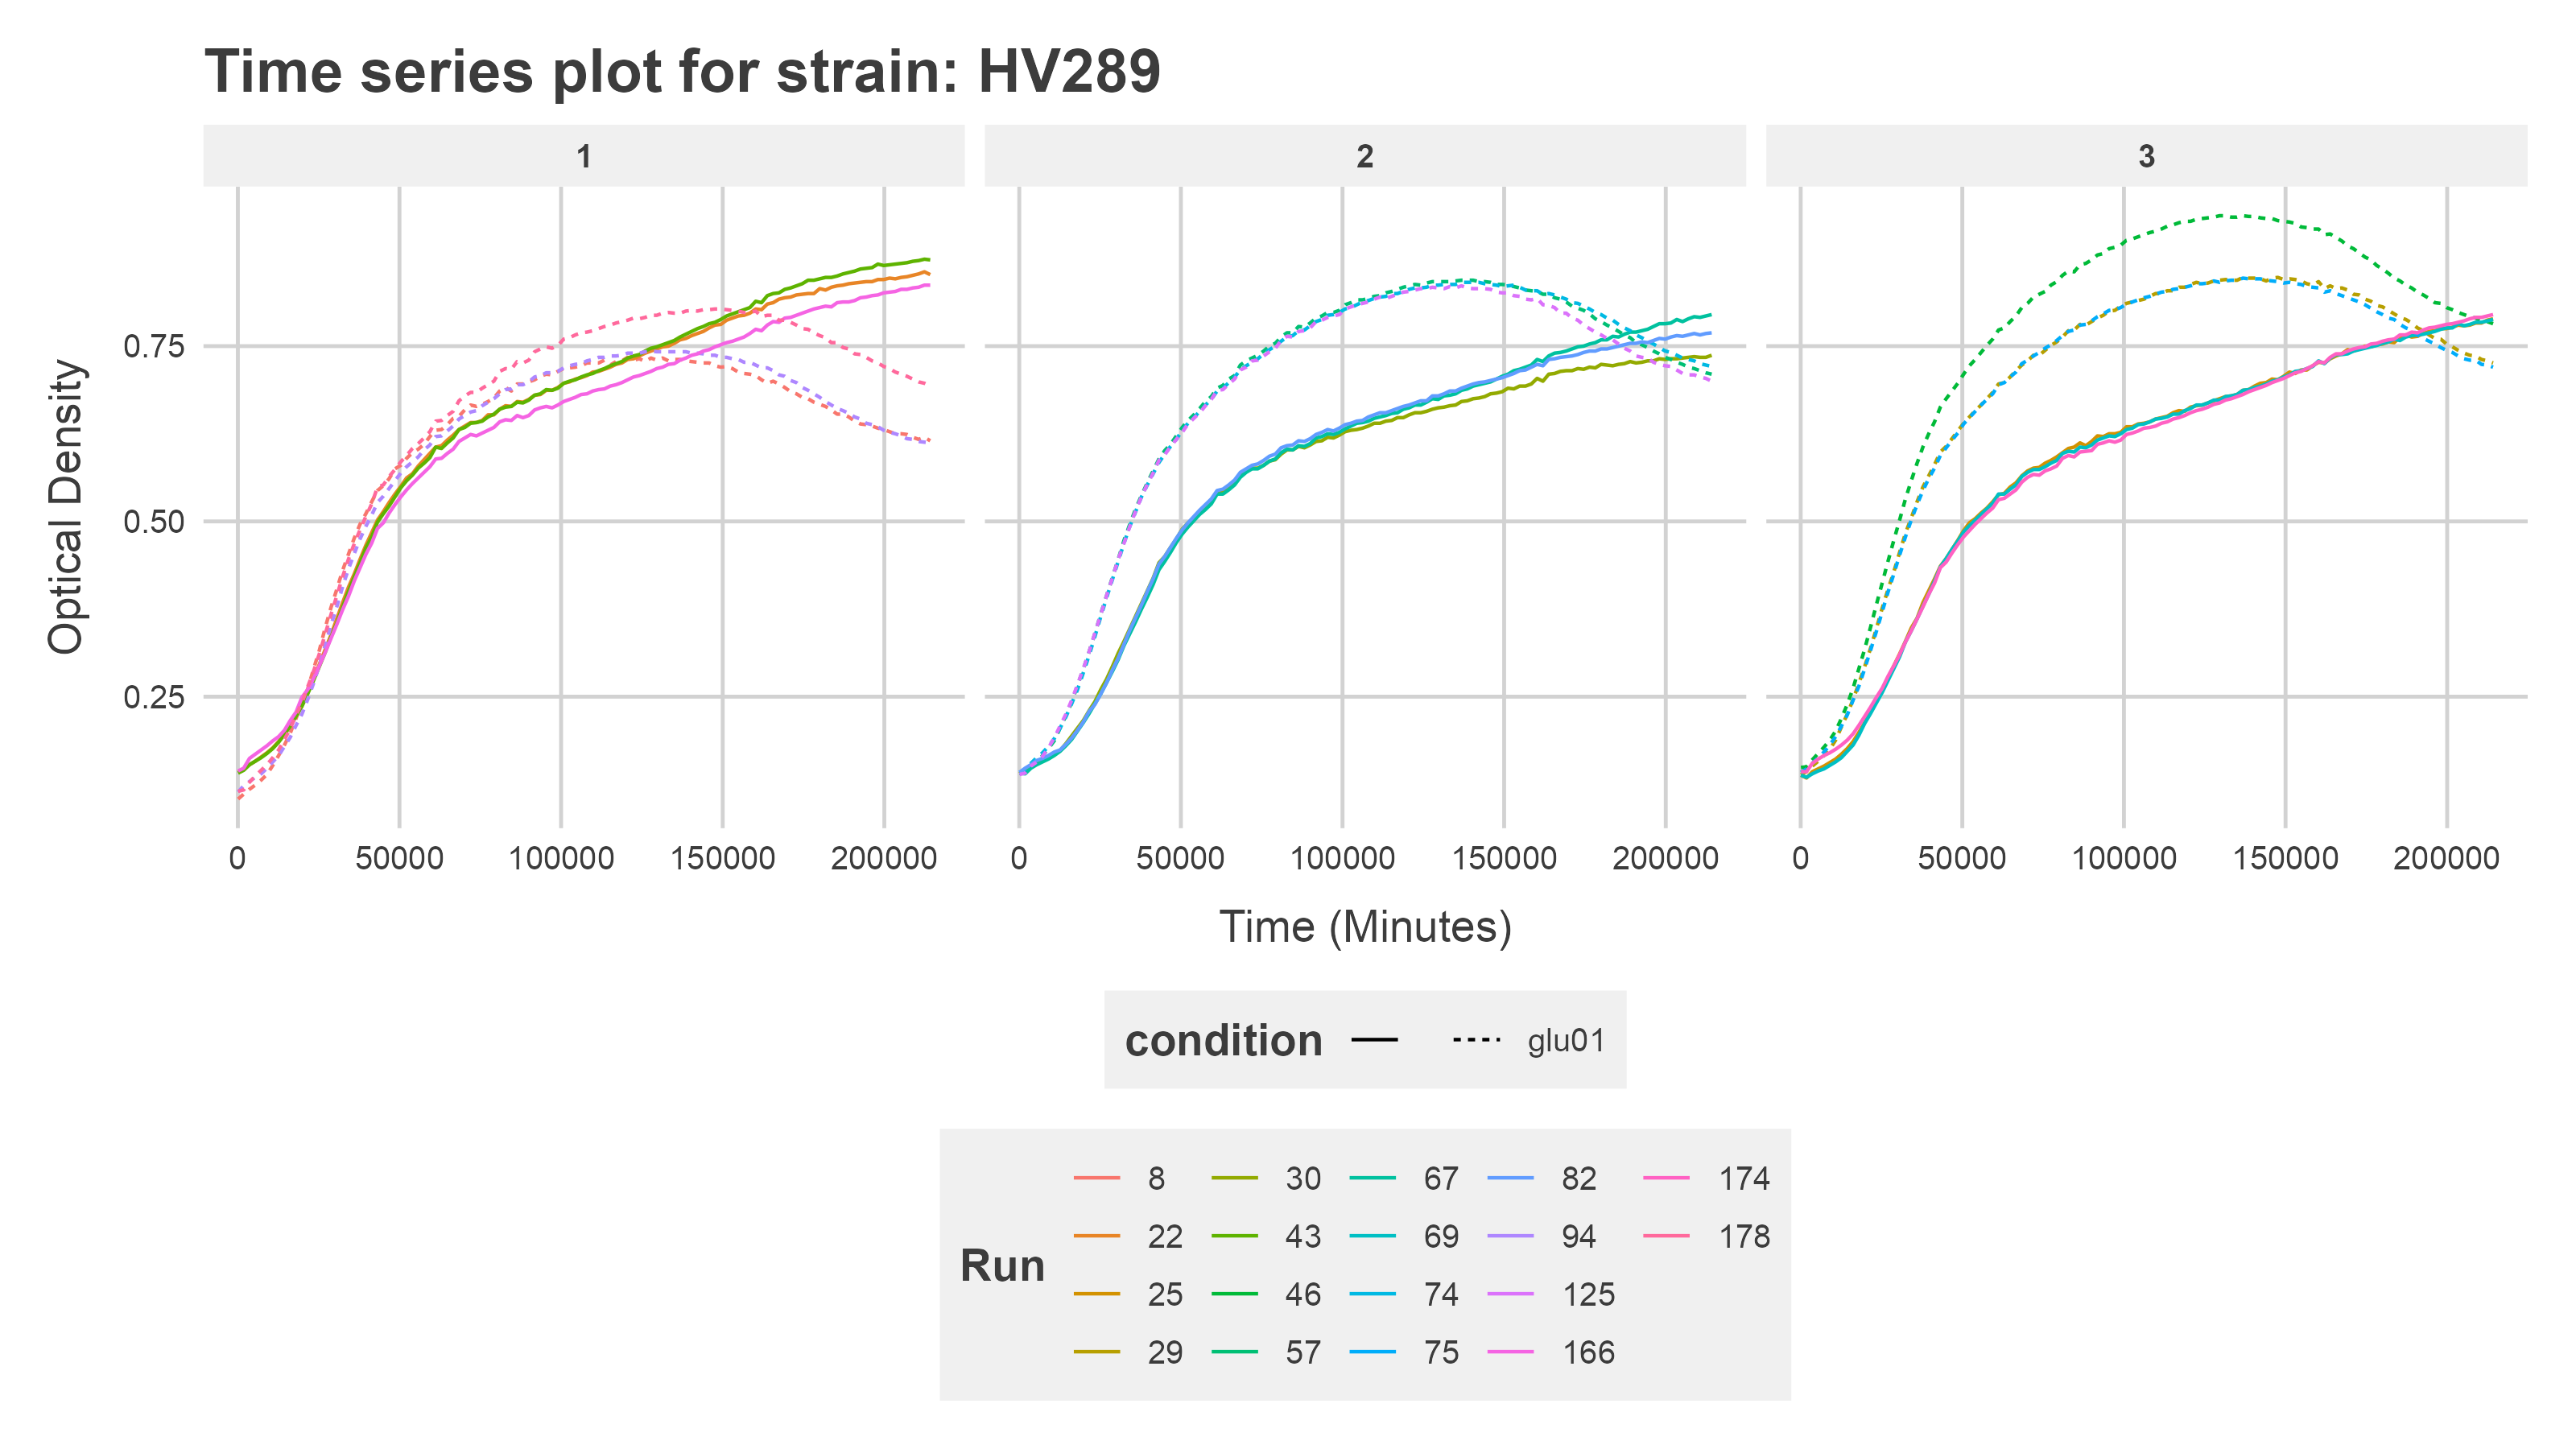 Time series plot for strain: HV289
1 2 3
Optical Density
0.75
0.50
0.25
0 50000 100000 150000 200000 0 50000 100000 150000 200000 0 50000 100000 150000 200000
Time (Minutes)
condition glu01
Run
8 30 67 82 174
22 43 69 94 178
25 46 74 125
29 57 75 166